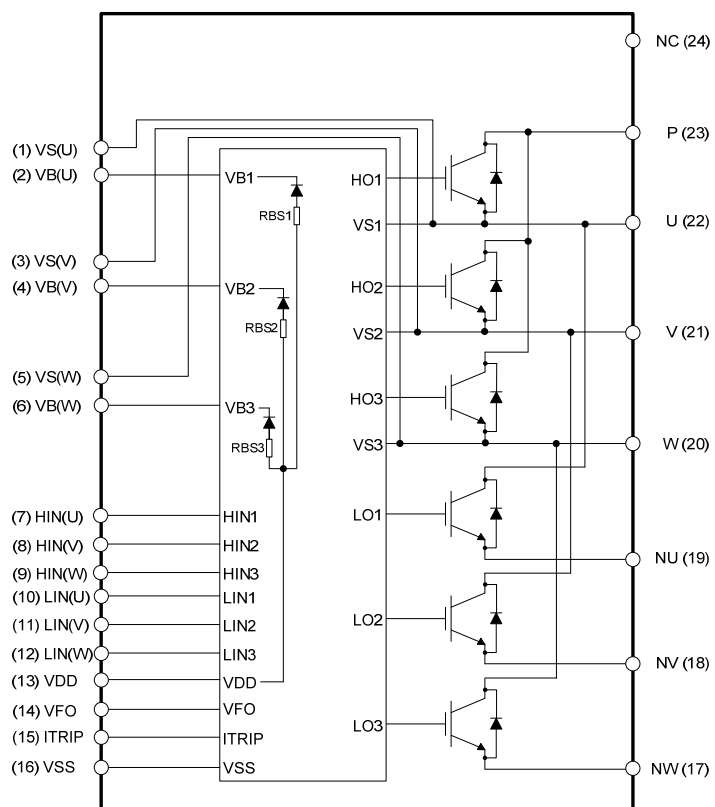 NC (24)
(1) VS(U)
(2) VB(U)
(3) VS(V)
(4) VB(V)
(5) VS(W)
(6) VB(W)
(7) HIN(U)
(8) HIN(V)
(9) HIN(W)
(10) LIN(U)
(11) LIN(V)
(12) LIN(W)
(13) VDD
(14) VFO
(15) ITRIP
(16) VSS
VB1
RBS1
VB2
RBS2
VB3
RBS3
HIN1
HIN2
HIN3
LIN1
LIN2
LIN3
VDD
VFO
ITRIP
VSS
HO1
VS1
HO2
VS2
HO3
VS3
LO1
LO2
LO3
P (23)
U (22)
V (21)
W (20)
NU (19)
NV (18)
NW (17)